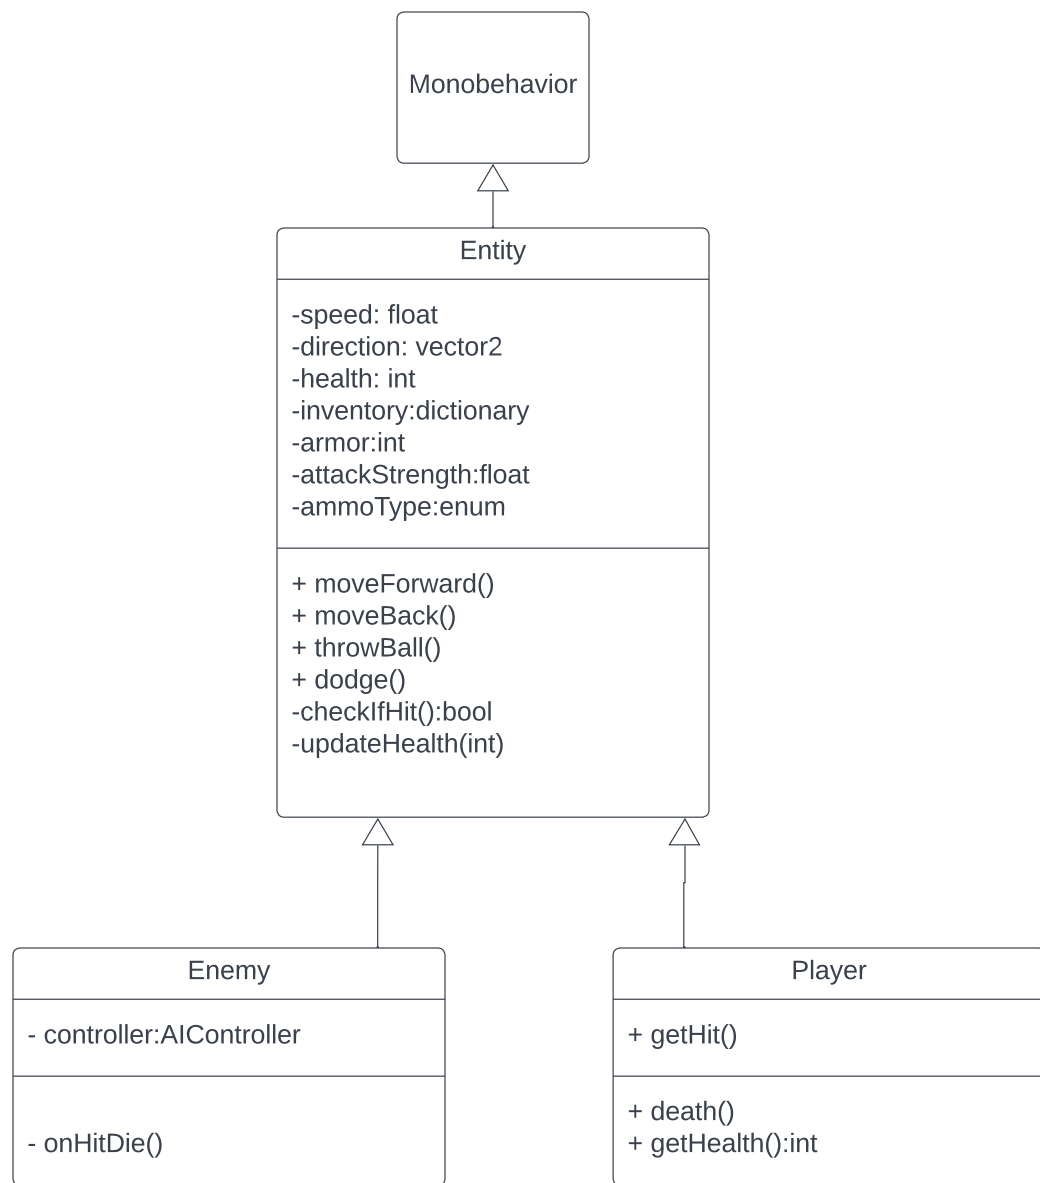 Monobehavior
Entity
-speed: float
-direction: vector2
-health: int
-inventory:dictionary
-armor:int
-attackStrength:float
-ammoType:enum
+ moveForward()
+ moveBack()
+ throwBall()
+ dodge()
-checkIfHit():bool
-updateHealth(int)
Enemy
- controller:AIController
- onHitDie()
Player
+ getHit()
+ death()
+ getHealth():int